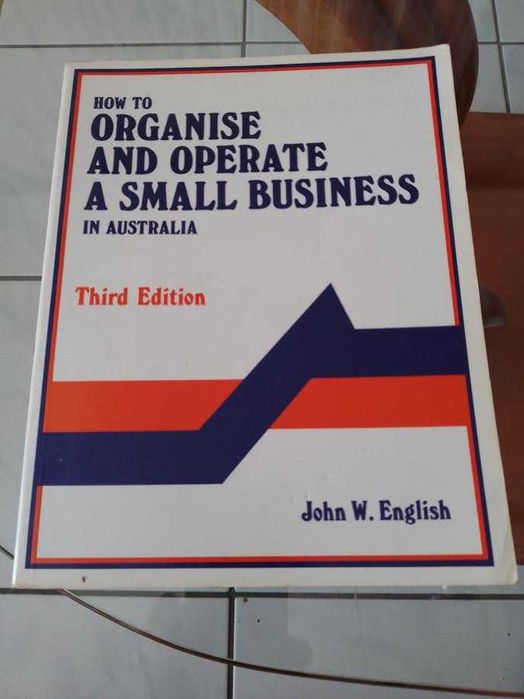 HOW TO
ORGANISE
AND OPERATE
A SMALL BUSINESS
IN AUSTRALIA
Third Edition
John W. English